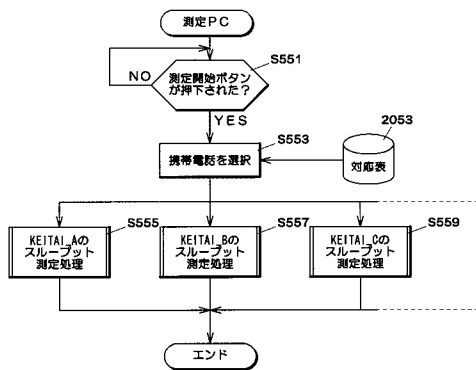 測定PC
S551
測定開始ボタン
が押下された？
NO
YES
S553
携帯電話を選択
2053
対応表
S555
KEITAI_Aの
スループット
測定処理
S557
KEITAI_Bの
スループット
測定処理
S559
KEITAI_Cの
スループット
測定処理
エンド